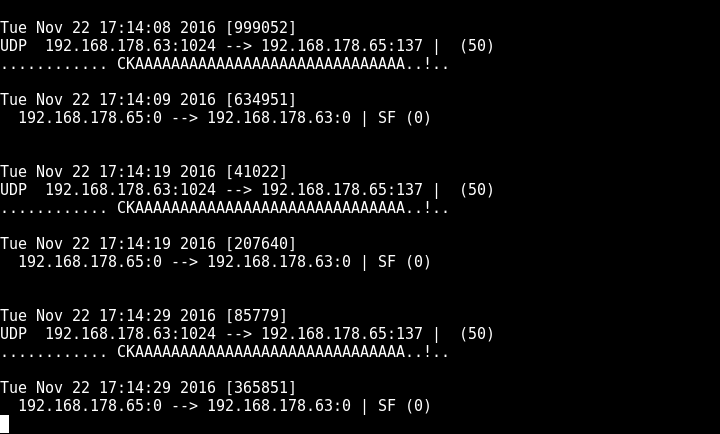 Tue Nov 22 17:14:08 2016 [999052]
UDP  192.168.178.63:1024 --> 192.168.178.65:137 |  (50)
............ CKAAAAAAAAAAAAAAAAAAAAAAAAAAAAAA..!..
Tue Nov 22 17:14:09 2016 [634951]
  192.168.178.65:0 --> 192.168.178.63:0 | SF (0)
Tue Nov 22 17:14:19 2016 [41022]
UDP  192.168.178.63:1024 --> 192.168.178.65:137 |  (50)
............ CKAAAAAAAAAAAAAAAAAAAAAAAAAAAAAA..!..
Tue Nov 22 17:14:19 2016 [207640]
  192.168.178.65:0 --> 192.168.178.63:0 | SF (0)
Tue Nov 22 17:14:29 2016 [85779]
UDP  192.168.178.63:1024 --> 192.168.178.65:137 |  (50)
............ CKAAAAAAAAAAAAAAAAAAAAAAAAAAAAAA..!..
Tue Nov 22 17:14:29 2016 [365851]
  192.168.178.65:0 --> 192.168.178.63:0 | SF (0)